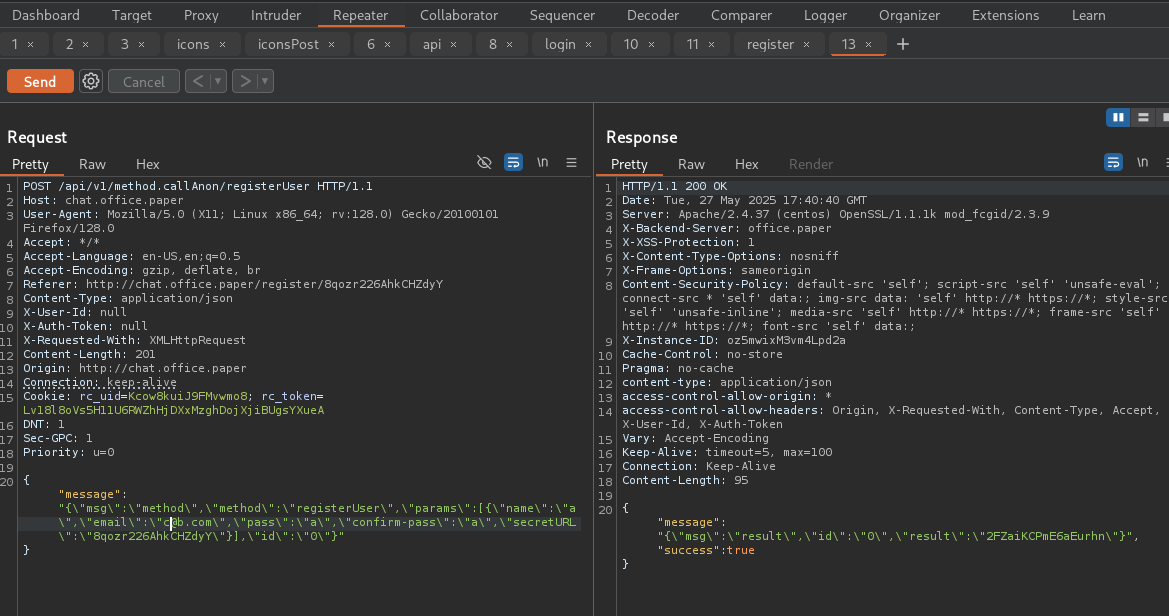 Dashboard Target Proxy Intruder Repeater Collaborator Sequencer Decoder Comparer Logger Organizer Extensions Learn
1 × 2 × 3 × icons × iconsPost × 6 × api × 8 × login × 10 × 11 × register × 13 × +
Send Cancel < ▾ > ▾
Request
Pretty Raw Hex \n
1 POST /api/v1/method.callAnon/registerUser HTTP/1.1
2 Host: chat.office.paper
3 User-Agent: Mozilla/5.0 (X11; Linux x86_64; rv:128.0) Gecko/20100101
Firefox/128.0
4 Accept: */*
5 Accept-Language: en-US,en;q=0.5
6 Accept-Encoding: gzip, deflate, br
7 Referer: http://chat.office.paper/register/8qozr226AhkCHZdyY
8 Content-Type: application/json
9 X-User-Id: null
10 X-Auth-Token: null
11 X-Requested-With: XMLHttpRequest
12 Content-Length: 201
13 Origin: http://chat.office.paper
14 Connection: keep-alive
15 Cookie: rc_uid=Kcow8kuiJ9FMvwmo8; rc_token=
Lv18l8oVs5H11U6RWZhHjDXxMzghDojXjiBUgsYXueA
16 DNT: 1
17 Sec-GPC: 1
18 Priority: u=0
19
20 {
"message":
"{\"msg\":\"method\",\"method\":\"registerUser\",\"params\":[{\"name\":\"a
\",\"email\":\"c@b.com\",\"pass\":\"a\",\"confirm-pass\":\"a\",\"secretURL
\":\"8qozr226AhkCHZdyY\"}],\"id\":\"0\"}"
}
Response
Pretty Raw Hex Render \n
1 HTTP/1.1 200 OK
2 Date: Tue, 27 May 2025 17:40:40 GMT
3 Server: Apache/2.4.37 (centos) OpenSSL/1.1.1k mod_fcgid/2.3.9
4 X-Backend-Server: office.paper
5 X-XSS-Protection: 1
6 X-Content-Type-Options: nosniff
7 X-Frame-Options: sameorigin
8 Content-Security-Policy: default-src 'self'; script-src 'self' 'unsafe-eval';
connect-src * 'self' data:; img-src data: 'self' http://* https://*; style-src
'self' 'unsafe-inline'; media-src 'self' http://* https://*; frame-src 'self'
http://* https://*; font-src 'self' data:;
9 X-Instance-ID: oz5mwixM3vm4Lpd2a
10 Cache-Control: no-store
11 Pragma: no-cache
12 content-type: application/json
13 access-control-allow-origin: *
14 access-control-allow-headers: Origin, X-Requested-With, Content-Type, Accept,
X-User-Id, X-Auth-Token
15 Vary: Accept-Encoding
16 Keep-Alive: timeout=5, max=100
17 Connection: Keep-Alive
18 Content-Length: 95
19
20 {
"message":
"{\"msg\":\"result\",\"id\":\"0\",\"result\":\"2FZaiKCPmE6aEurhn\"}",
"success":true
}